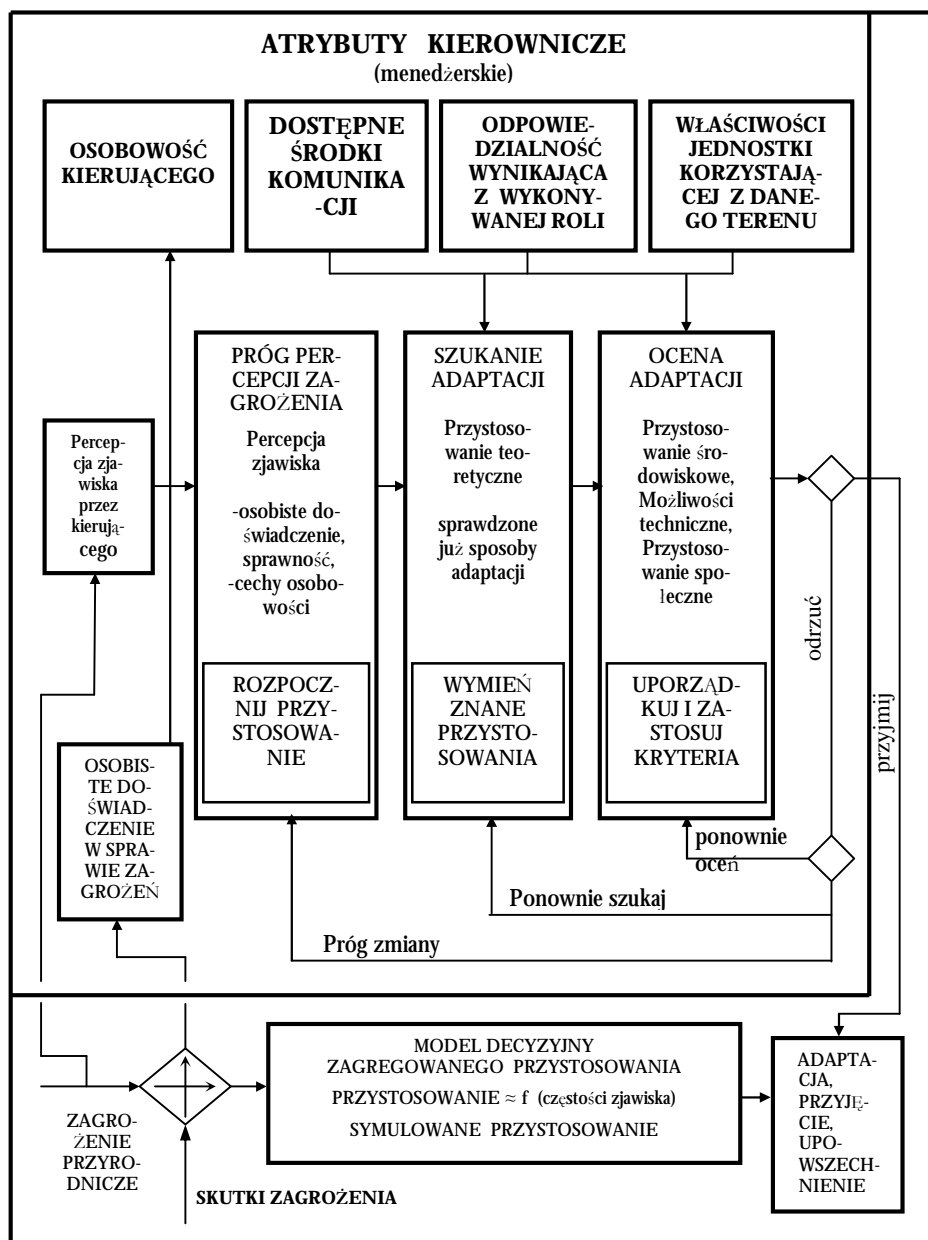 ATRYBUTY KIEROWNICZE
(menedżerskie)
OSOBOWOŚĆ
KIERUJĄCEGO
DOSTĘPNE
ŚRODKI
KOMUNIKA
-CJI
ODPOWIE-
DZIALNOŚĆ
WYNIKAJĄCA
Z WYKONY-
WANEJ ROLI
WŁAŚCIWOŚCI
JEDNOSTKI
KORZYSTAJĄ-
CEJ Z DANE-
GO TERENU
Percep-
cja zja-
wiska
przez
kierują-
cego
PRÓG PER-
CEPCJI ZA-
GROŻENIA
Percepcja
zjawiska
-osobiste do-
świadczenie,
sprawność,
-cechy osobo-
wości
ROZPOCZ-
NIJ PRZY-
STOSOWA-
NIE
SZUKANIE
ADAPTACJI
Przystoso-
wanie teo-
retyczne
sprawdzone
już sposoby
adaptacji
WYMIEŃ
ZNANE
PRZYSTO-
SOWANIA
OCENA
ADAPTACJI
Przystoso-
wanie śro-
dowiskowe,
Możliwości
techniczne,
Przystoso-
wanie spo-
łeczne
UPORZĄD-
KUJ I ZA-
STOSUJ
KRYTERIA
odrzuć
przyjmij
OSOBIS-
TE DO-
ŚWIAD-
CZENIE
W SPRA-
WIE ZA-
GROŻEŃ
ponownie
oceń
Ponownie szukaj
Próg zmiany
MODEL DECYZYJNY
ZAGREGOWANEGO PRZYSTOSOWANIA
PRZYSTOSOWANIE ≈ f (częstości zjawiska)
SYMULOWANE PRZYSTOSOWANIE
ADAPTA-
CJA,
PRZYJĘ-
CIE,
UPO-
WSZECH-
NIENIE
ZAGRO-
ŻENIE
PRZYRO-
DNICZE
SKUTKI ZAGROŻENIA